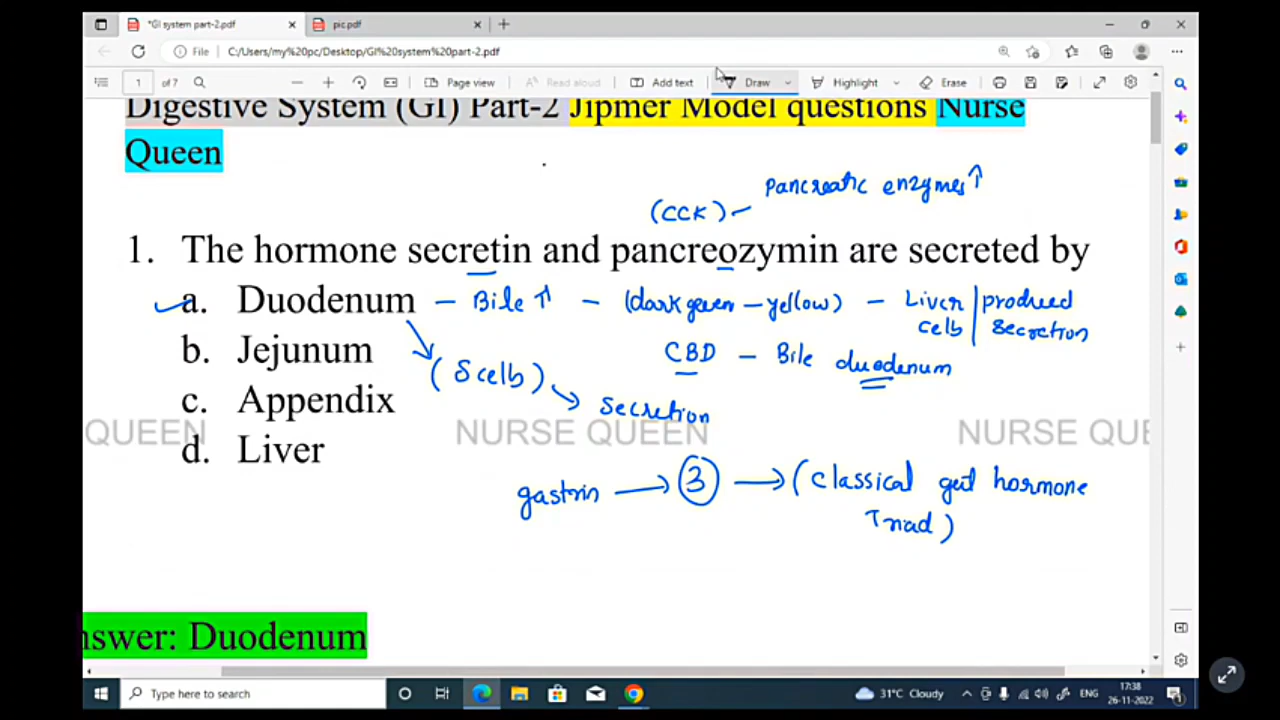 *GI system part-2.pdf
pic.pdf
File
C:/Users/my%20pc/Desktop/GI%20system%20part-2.pdf
1 of 7
Page view
Read aloud
Add text
Draw
Highlight
Erase
Digestive System (GI) Part-2 Jipmer Model questions Nurse
Queen
(CCK) – Pancreatic enzymes ↑
1. The hormone secretin and pancreozymin are secreted by
a. Duodenum – Bile ↑ – (dark green – yellow) – Liver cells | produced secretion
b. Jejunum
CBD – Bile duodenum
(S cells)
c. Appendix
secretion
QUEEN NURSE QUEEN NURSE QUE
d. Liver
gastrin → 3 → (Classical gut hormone
Triad)
nswer: Duodenum
Type here to search
31°C Cloudy
ENG
17:38
26-11-2022